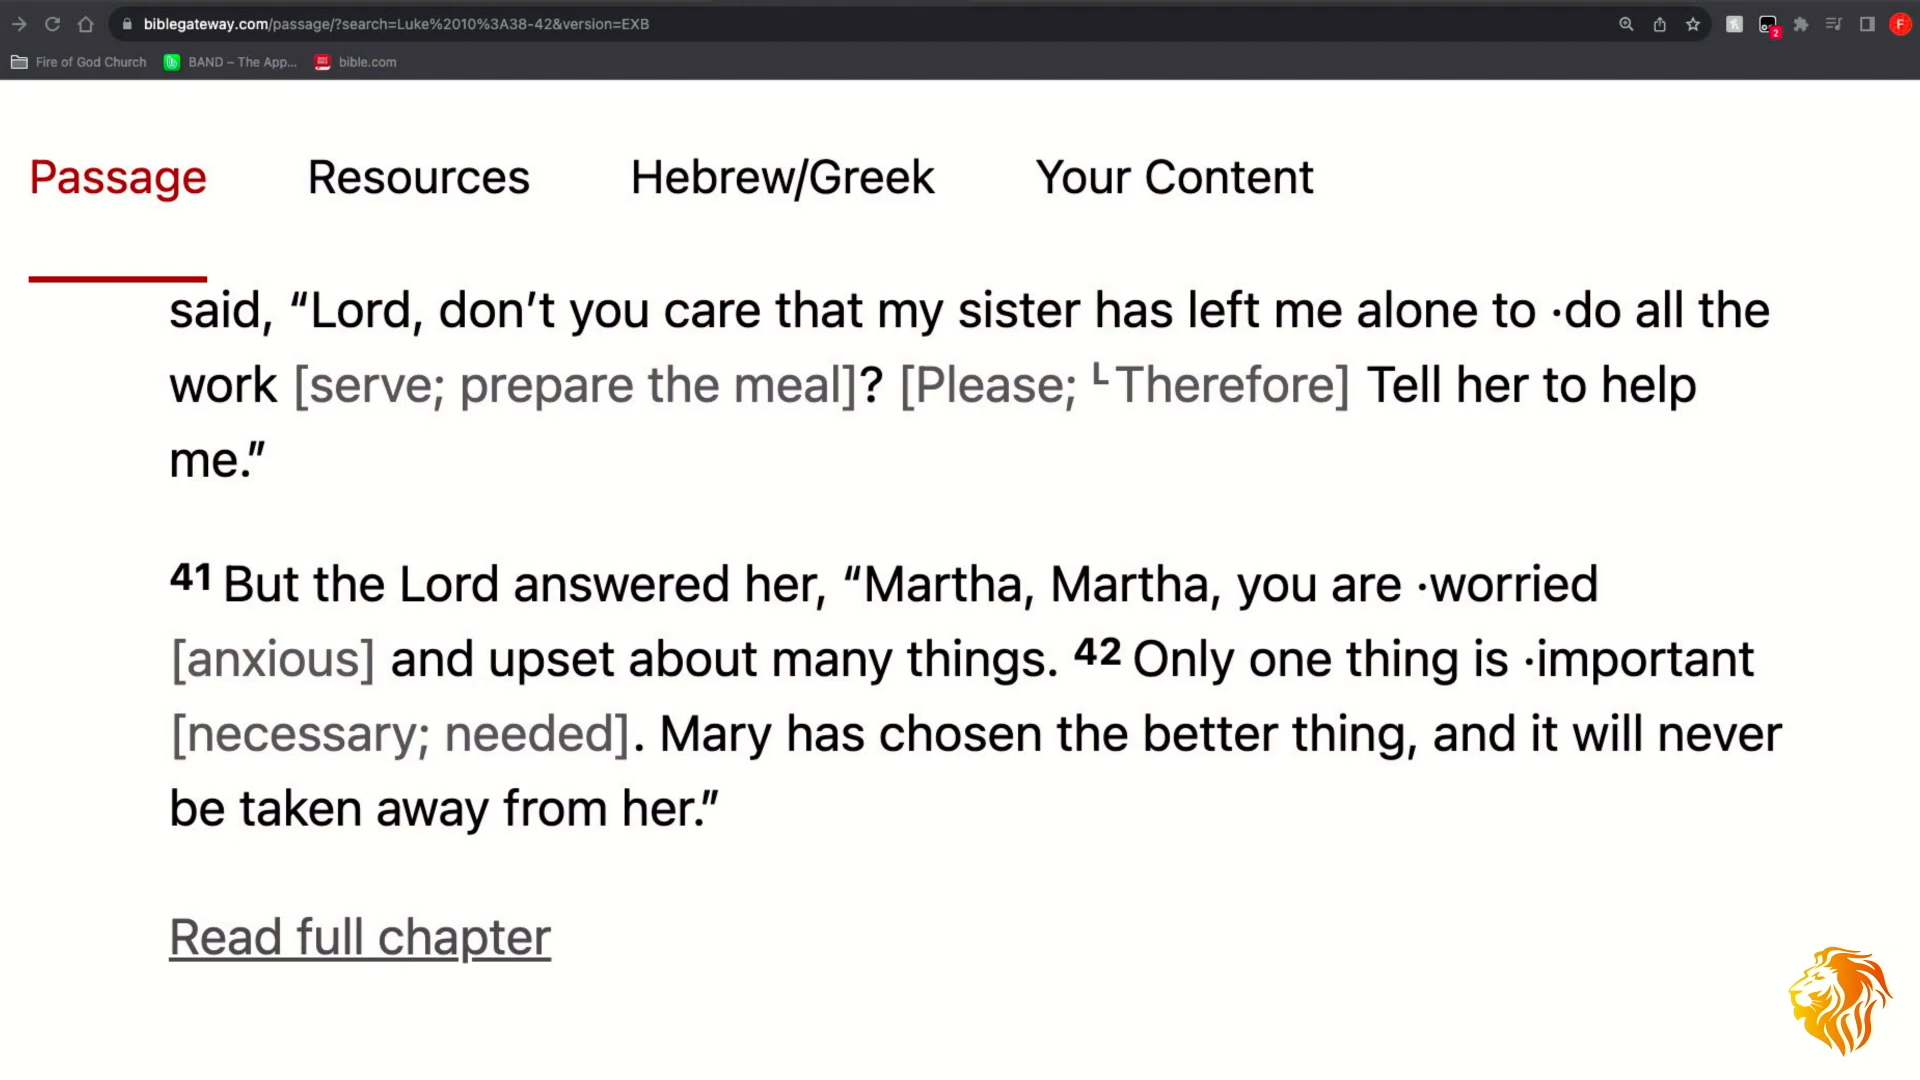 biblegateway.com/passage/?search=Luke%2010%3A38-42&version=EXB
2
F
Fire of God Church BAND – The App... bible.com
Passage Resources Hebrew/Greek Your Content
said, “Lord, don’t you care that my sister has left me alone to ·do all the
work [serve; prepare the meal]? [Please; ᴸTherefore] Tell her to help
me.”
41 But the Lord answered her, “Martha, Martha, you are ·worried
[anxious] and upset about many things. 42 Only one thing is ·important
[necessary; needed]. Mary has chosen the better thing, and it will never
be taken away from her.”
Read full chapter